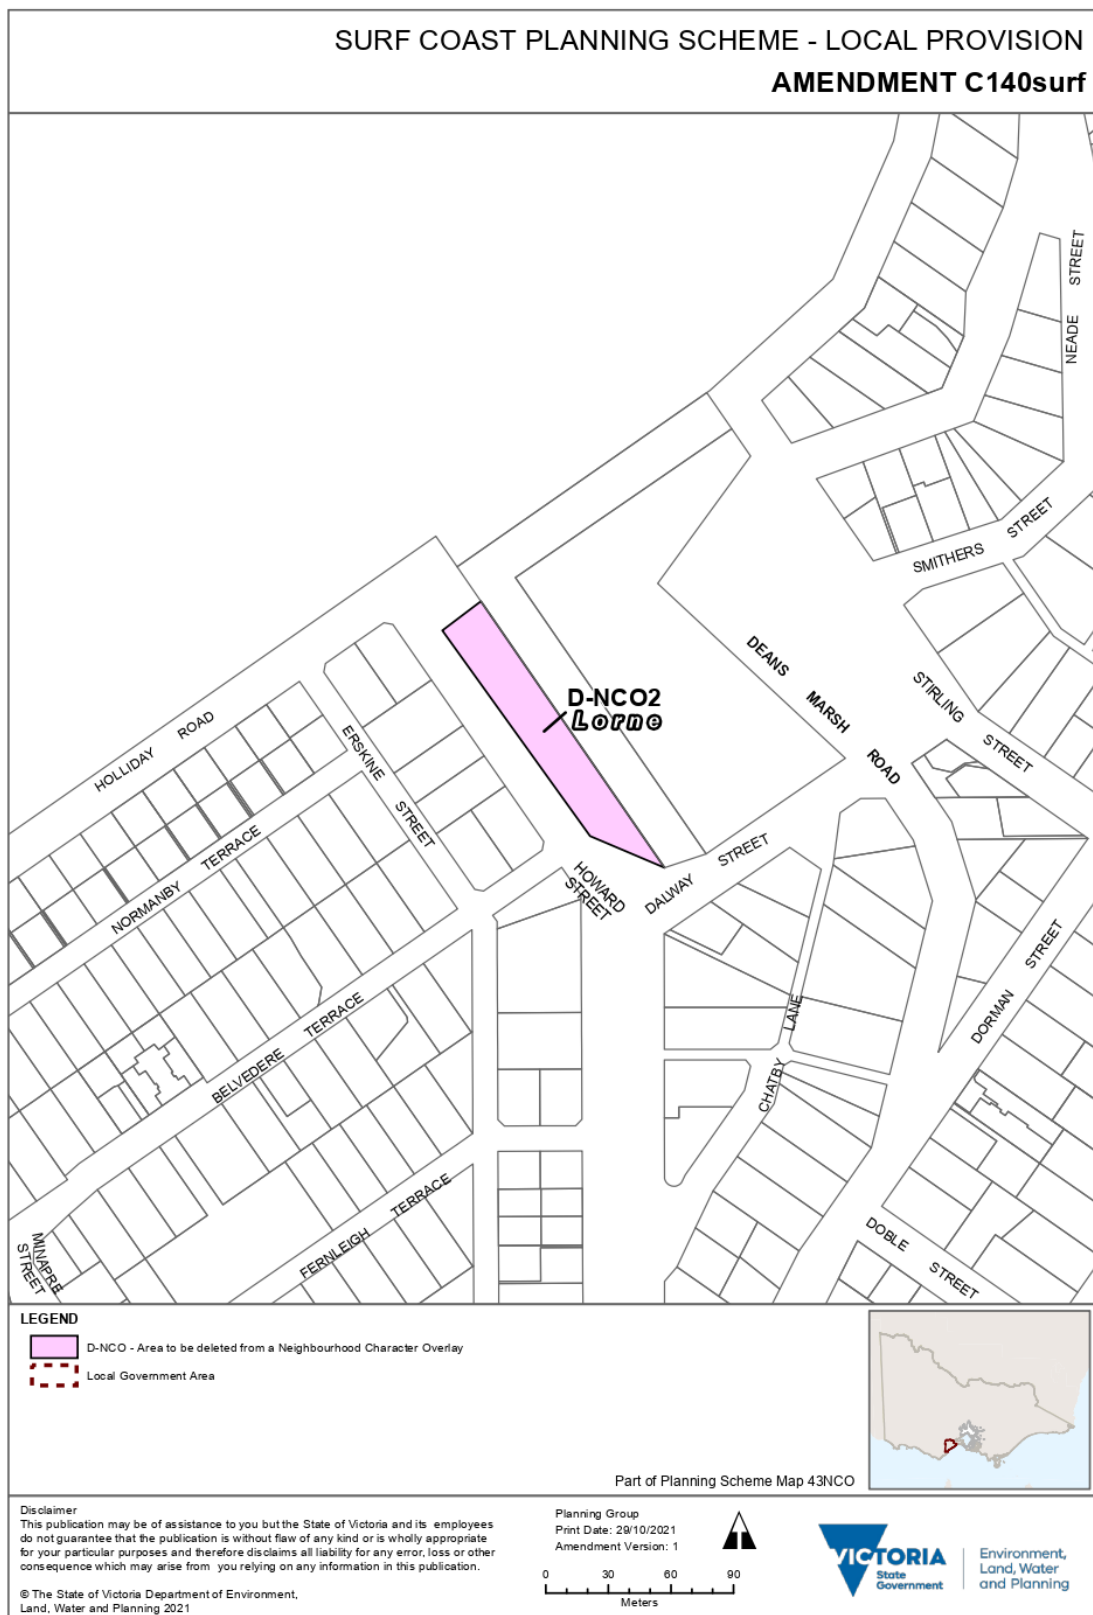 SURF COAST PLANNING SCHEME - LOCAL PROVISION
AMENDMENT C140surf
NEADE STREET
SMITHERS STREET
DEANS MARSH ROAD
STIRLING STREET
D-NCO2
Lorne
HOLLIDAY ROAD
ERSKINE STREET
NORMANBY TERRACE
HOWARD
STREET
DALWAY STREET
DORMAN STREET
CHATBY LANE
BELVEDERE TERRACE
FERNLEIGH TERRACE
MINAPRE
STREET
DOBLE STREET
LEGEND
D-NCO - Area to be deleted from a Neighbourhood Character Overlay
Local Government Area
Part of Planning Scheme Map 43NCO
Disclaimer
This publication may be of assistance to you but the State of Victoria and its employees
do not guarantee that the publication is without flaw of any kind or is wholly appropriate
for your particular purposes and therefore disclaims all liability for any error, loss or other
consequence which may arise from you relying on any information in this publication.
© The State of Victoria Department of Environment,
Land, Water and Planning 2021
Planning Group
Print Date: 29/10/2021
Amendment Version: 1
0 30 60 90
Meters
VICTORIA
State
Government
Environment,
Land, Water
and Planning